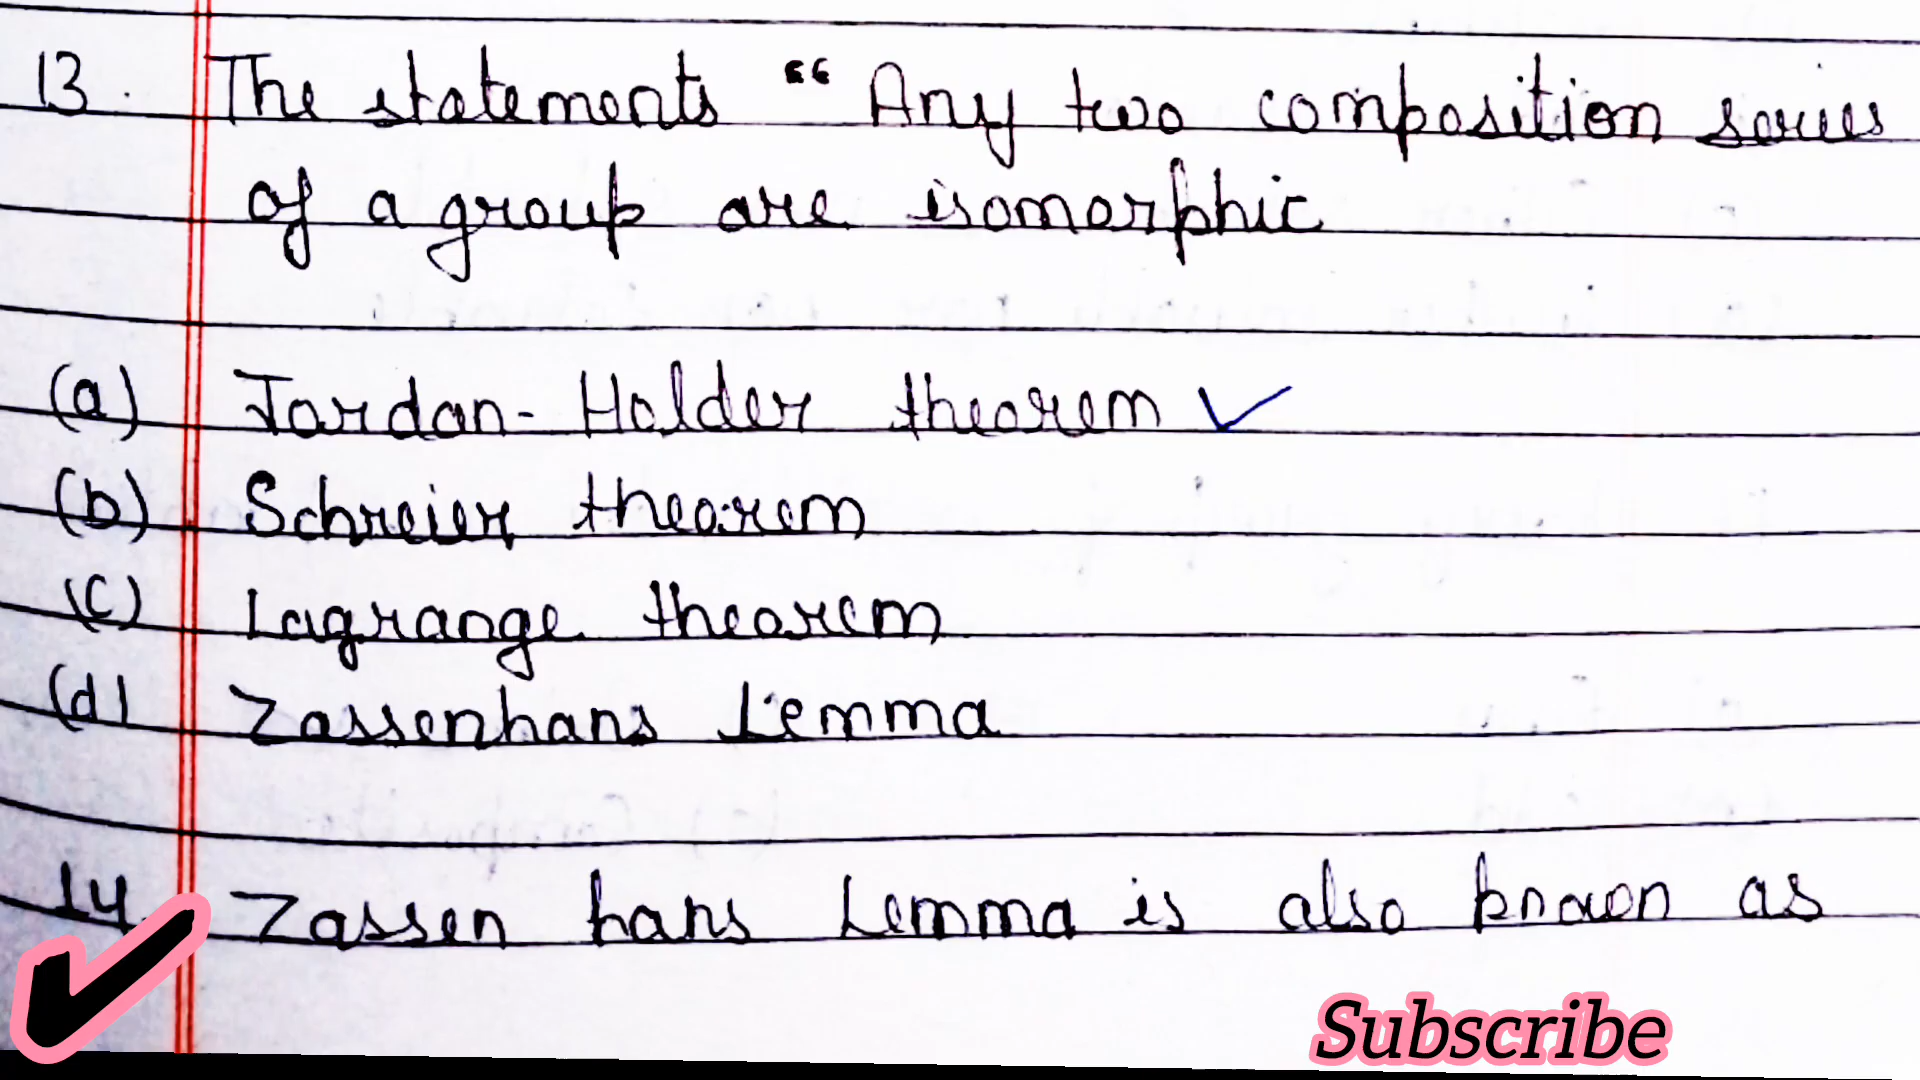 13. The statements “ Any two composition series
of a group are isomorphic
(a) Jordan-Holder theorem ✓
(b) Schreier theorem
(c) Lagrange theorem
(d) Zassenhans Lemma
14. Zassen hans Lemma is also known as
Subscribe